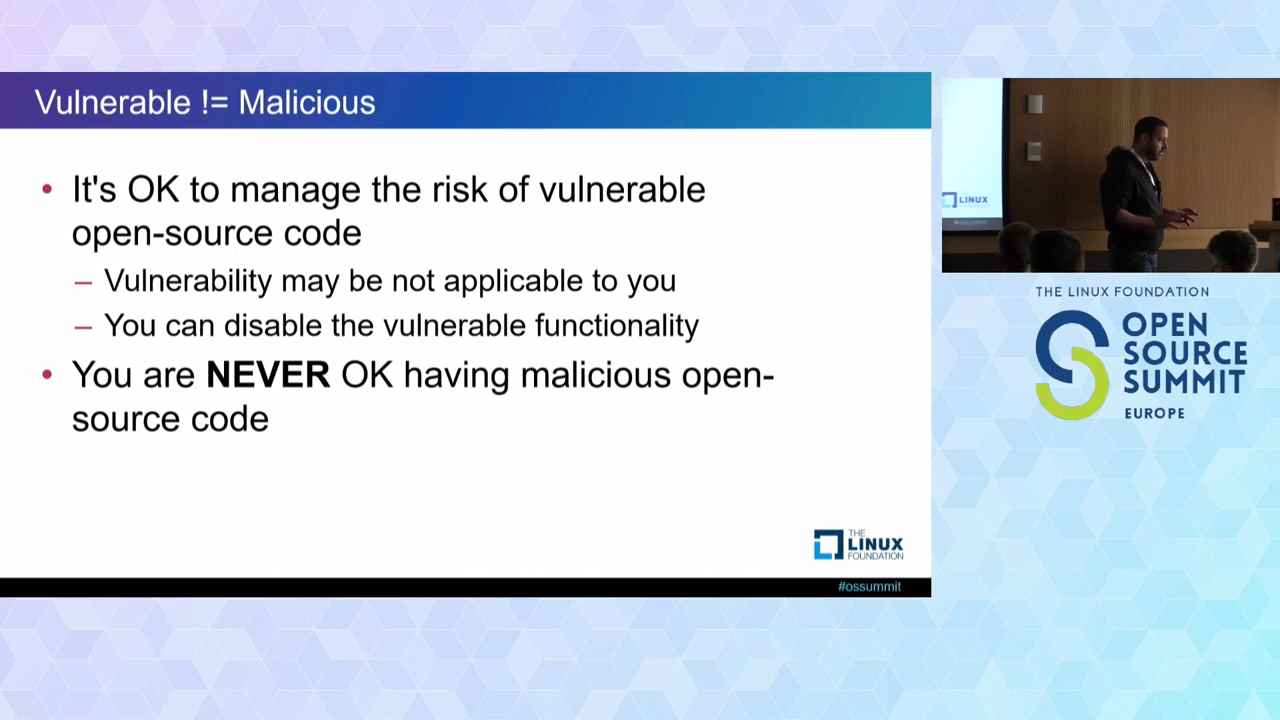 Vulnerable != Malicious
• It's OK to manage the risk of vulnerable
open-source code
– Vulnerability may be not applicable to you
– You can disable the vulnerable functionality
• You are NEVER OK having malicious open-
source code
THE
LINUX
FOUNDATION
#ossummit
LINUX
THE LINUX FOUNDATION
OPEN
SOURCE
SUMMIT
EUROPE